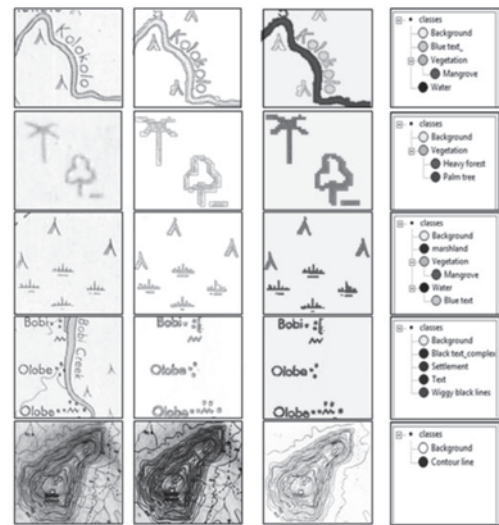 Kolokolo
Kolokolo
Kolokolo
classes
Background
Blue text_
Vegetation
Mangrove
Water
classes
Background
Vegetation
Heavy forest
Palm tree
classes
Background
marshland
Vegetation
Mangrove
Water
Blue text
Bobi
Bobi Creek
Olobe
Olobe
Bobi
Olobe
Olobe
Bobi
Olobe
Olobe
classes
Background
Black text_complex
Settlement
Text
Wiggy black lines
classes
Background
Contour line